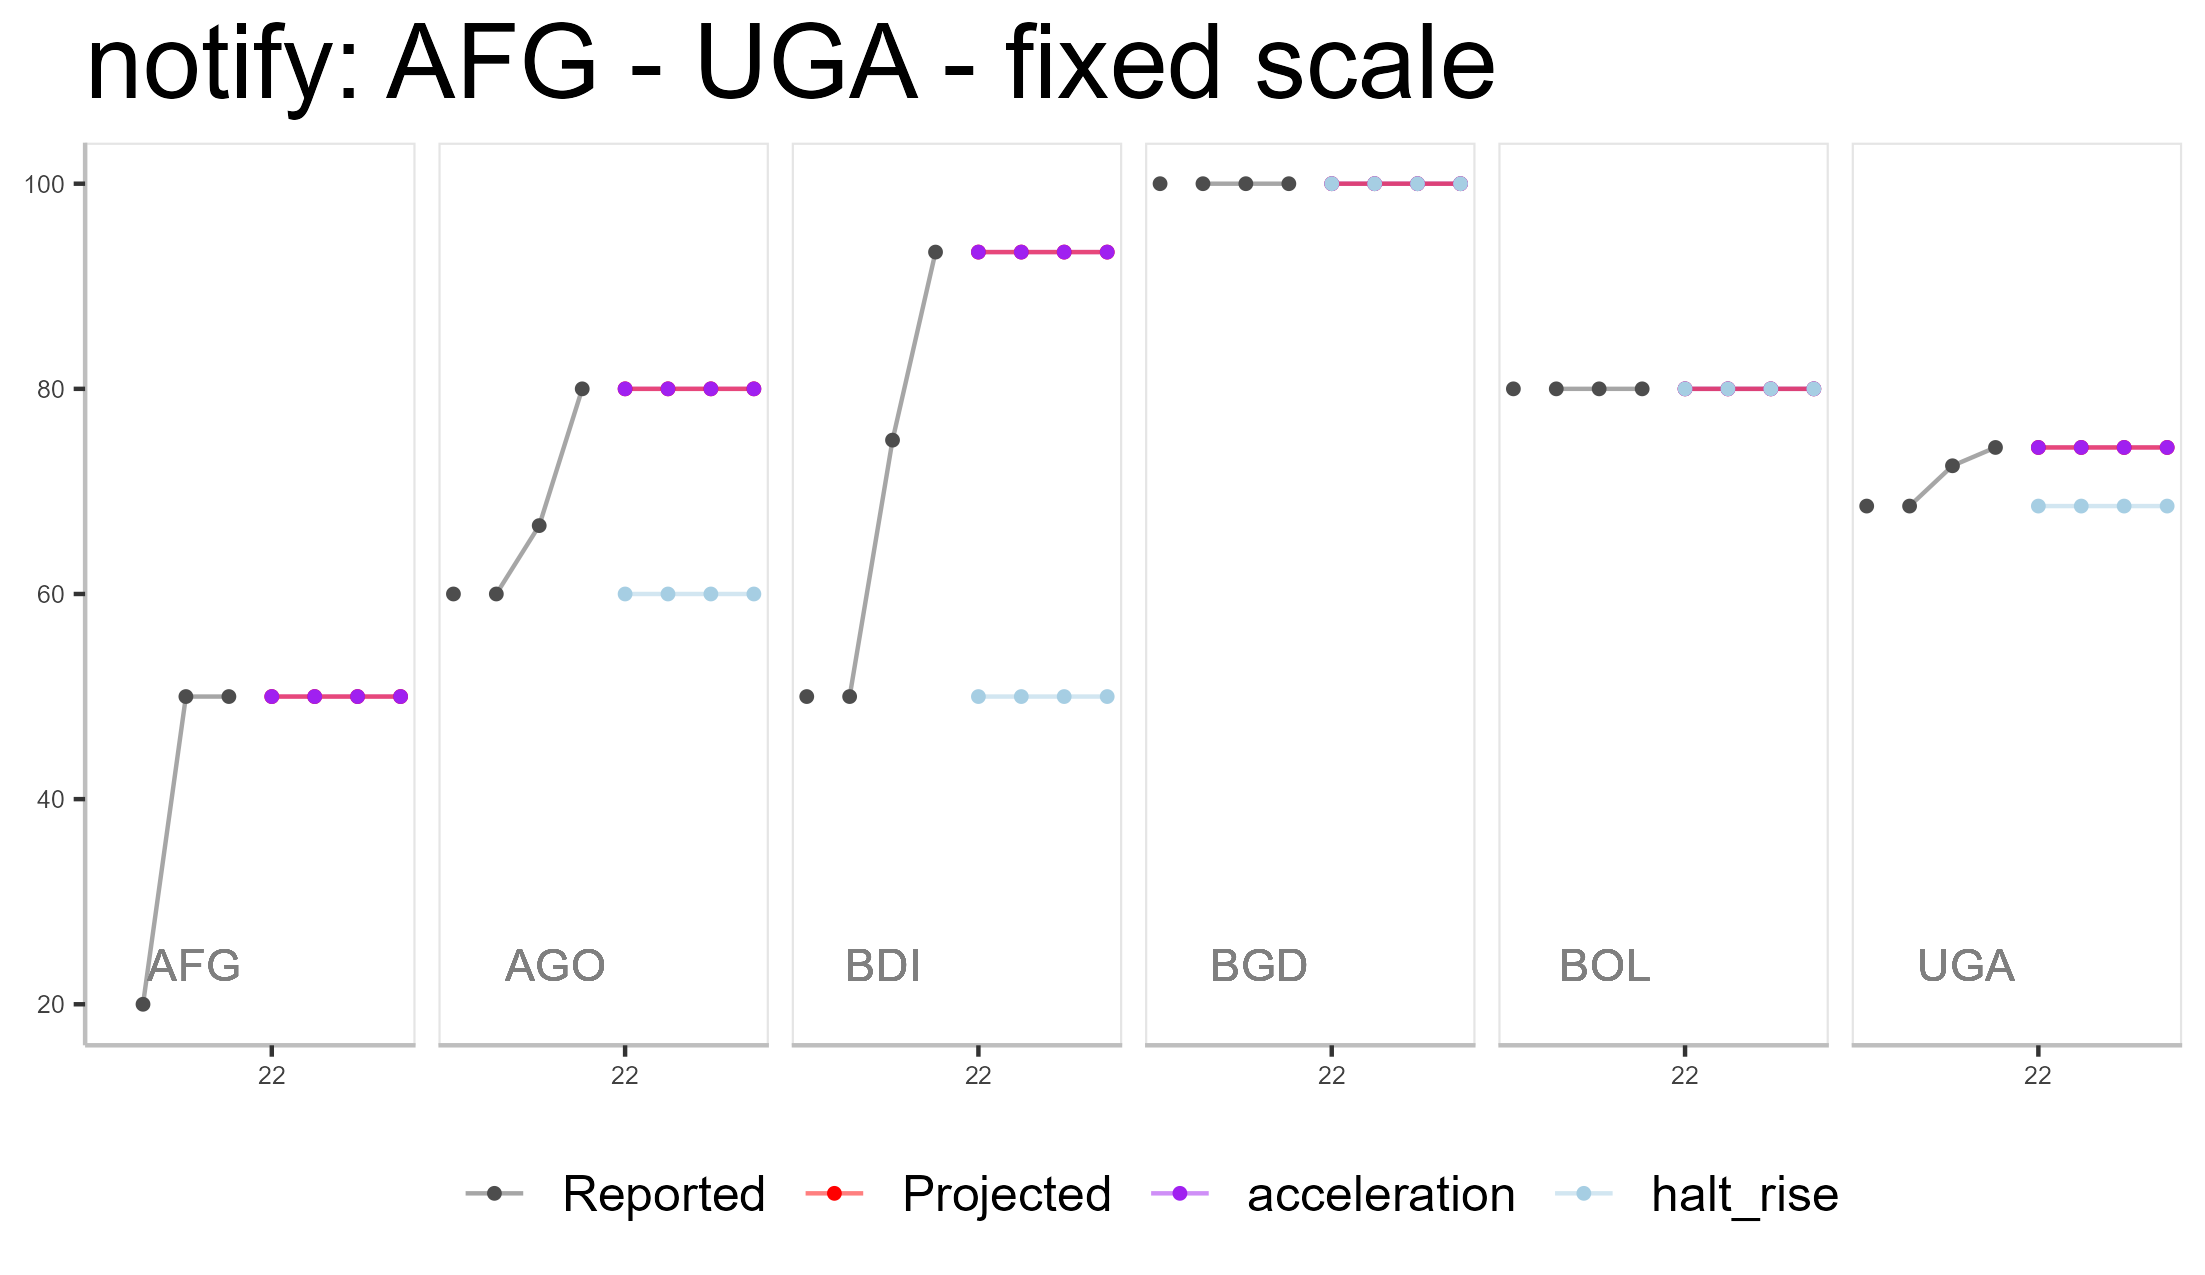 notify: AFG - UGA - fixed scale
100
80
60
40
20
AFG AGO BDI BGD BOL UGA
22 22 22 22 22 22
Reported Projected acceleration halt_rise